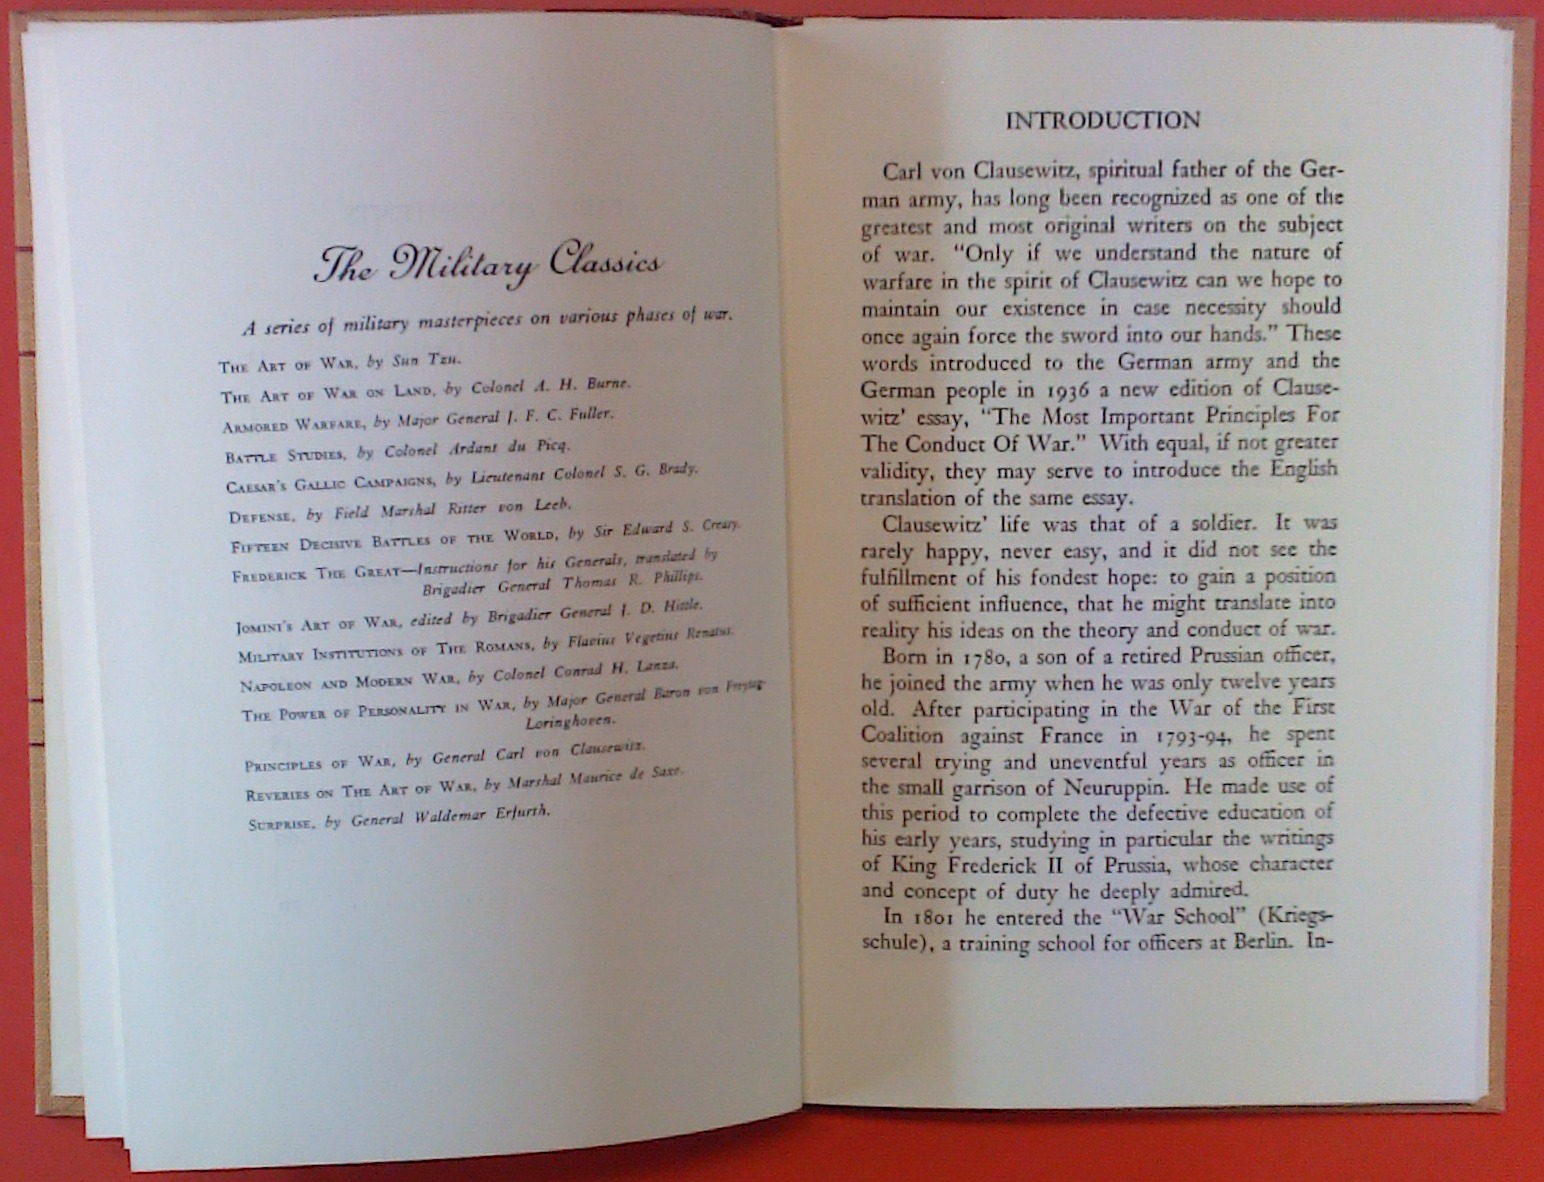 The Military Classics
A series of military masterpieces on various phases of war.
THE ART OF WAR, by Sun Tzu.
THE ART OF WAR ON LAND, by Colonel A. H. Burne.
ARMORED WARFARE, by Major General J. F. C. Fuller.
BATTLE STUDIES, by Colonel Ardant du Picq.
CAESAR'S GALLIC CAMPAIGNS, by Lieutenant Colonel S. G. Brady.
DEFENSE, by Field Marshal Ritter von Leeb.
FIFTEEN DECISIVE BATTLES OF THE WORLD, by Sir Edward S. Creasy.
FREDERICK THE GREAT—Instructions for his Generals, translated by
Brigadier General Thomas R. Phillips.
JOMINI'S ART OF WAR, edited by Brigadier General J. D. Hittle.
MILITARY INSTITUTIONS OF THE ROMANS, by Flavius Vegetius Renatus.
NAPOLEON AND MODERN WAR, by Colonel Conrad H. Lanza.
THE POWER OF PERSONALITY IN WAR, by Major General Baron von Freytag-
Loringhoven.
PRINCIPLES OF WAR, by General Carl von Clausewitz.
REVERIES ON THE ART OF WAR, by Marshal Maurice de Saxe.
SURPRISE, by General Waldemar Erfurth.
INTRODUCTION
Carl von Clausewitz, spiritual father of the Ger-
man army, has long been recognized as one of the
greatest and most original writers on the subject
of war. "Only if we understand the nature of
warfare in the spirit of Clausewitz can we hope to
maintain our existence in case necessity should
once again force the sword into our hands." These
words introduced to the German army and the
German people in 1936 a new edition of Clause-
witz' essay, "The Most Important Principles For
The Conduct Of War." With equal, if not greater
validity, they may serve to introduce the English
translation of the same essay.
Clausewitz' life was that of a soldier. It was
rarely happy, never easy, and it did not see the
fulfillment of his fondest hope: to gain a position
of sufficient influence, that he might translate into
reality his ideas on the theory and conduct of war.
Born in 1780, a son of a retired Prussian officer,
he joined the army when he was only twelve years
old. After participating in the War of the First
Coalition against France in 1793-94, he spent
several trying and uneventful years as officer in
the small garrison of Neuruppin. He made use of
this period to complete the defective education of
his early years, studying in particular the writings
of King Frederick II of Prussia, whose character
and concept of duty he deeply admired.
In 1801 he entered the "War School" (Kriegs-
schule), a training school for officers at Berlin. In-